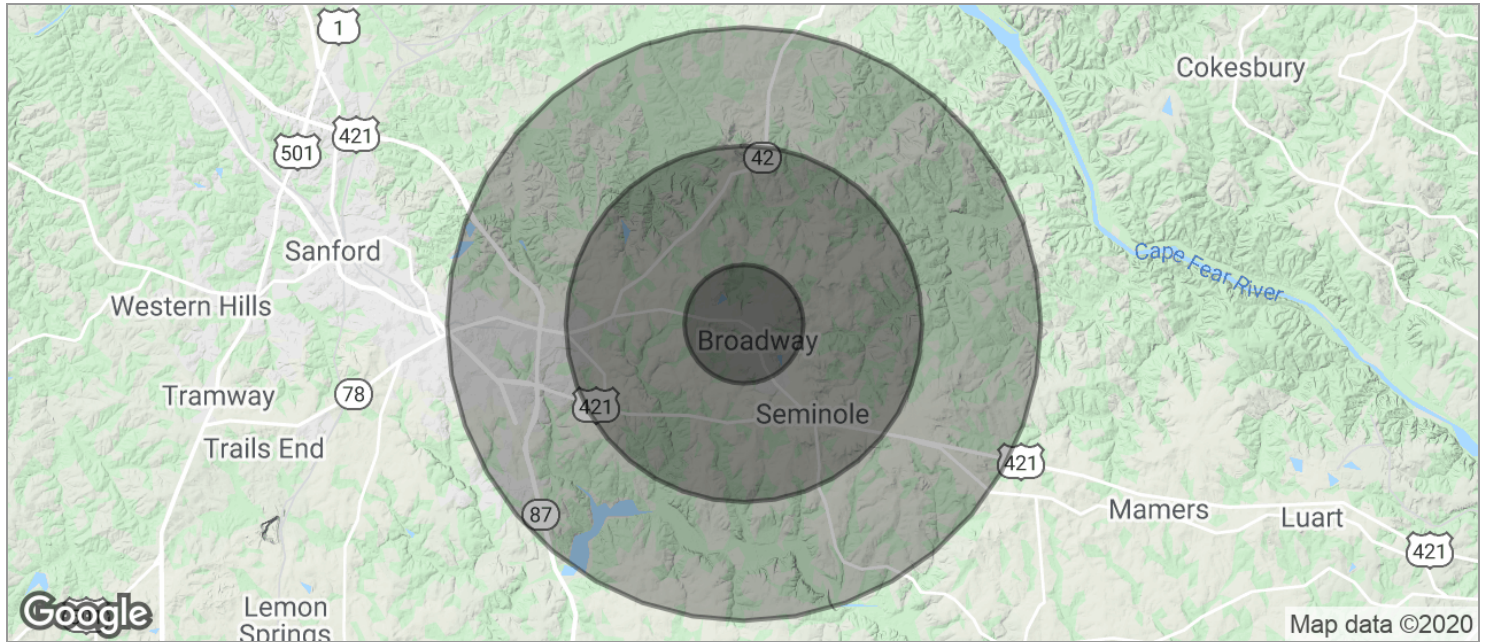 1
Cokesbury
421
501
42
Sanford
Cape Fear River
Western Hills
Broadway
Tramway
78
421
Seminole
Trails End
421
87
Mamers
Luart
421
Google
Lemon
Springs
Map data ©2020